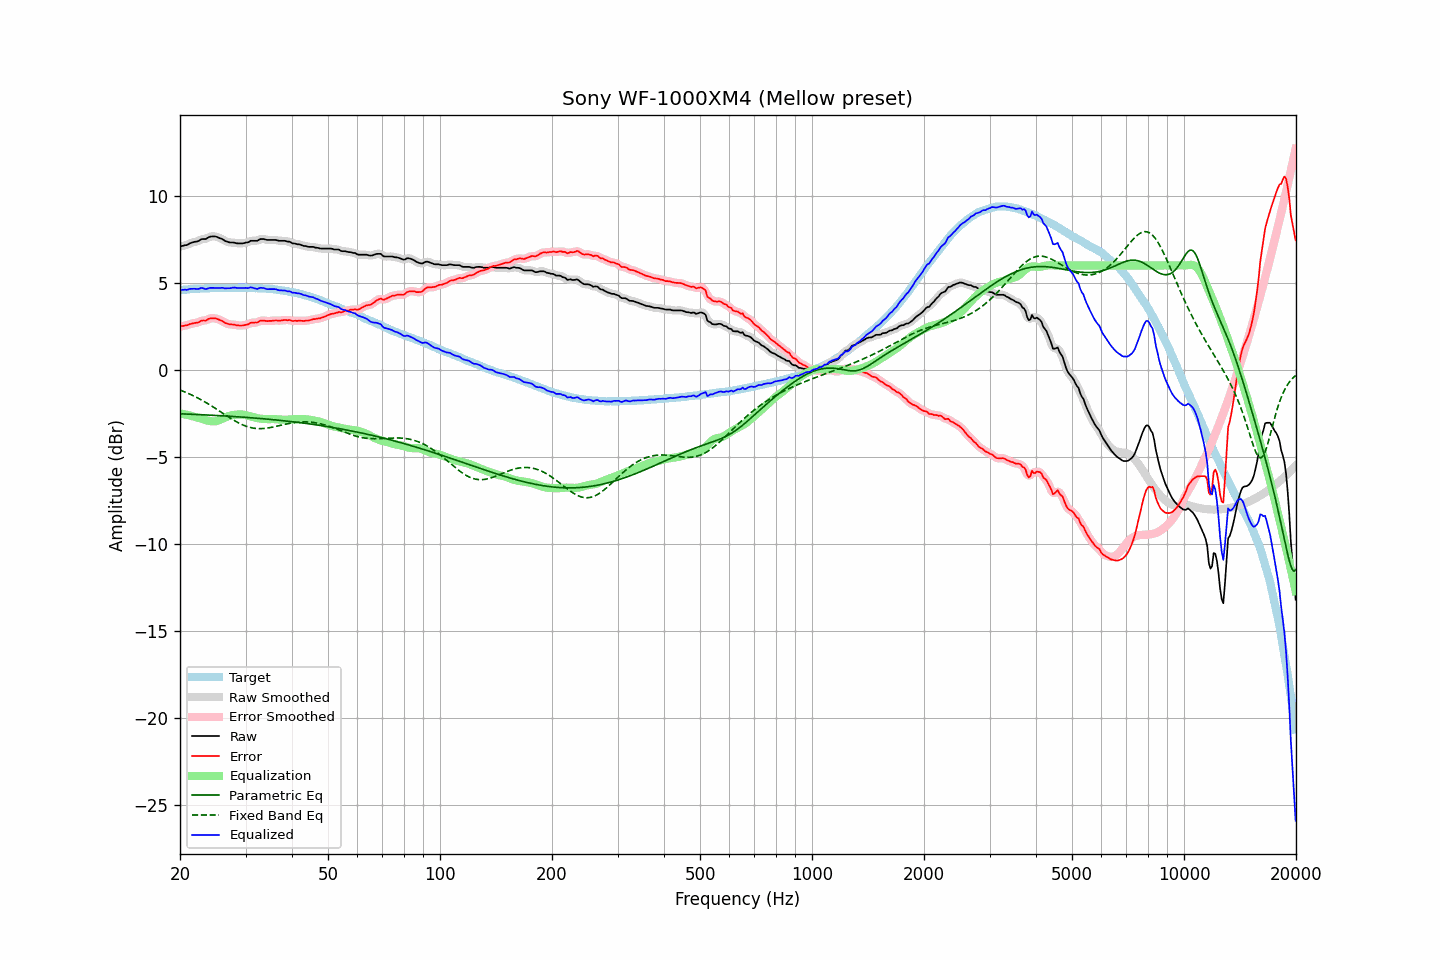 Sony WF-1000XM4 (Mellow preset)
Amplitude (dBr)
10
5
0
−5
−10
−15
−20
−25
Target
Raw Smoothed
Error Smoothed
Raw
Error
Equalization
Parametric Eq
Fixed Band Eq
Equalized
20 50 100 200 500 1000 2000 5000 10000 20000
Frequency (Hz)